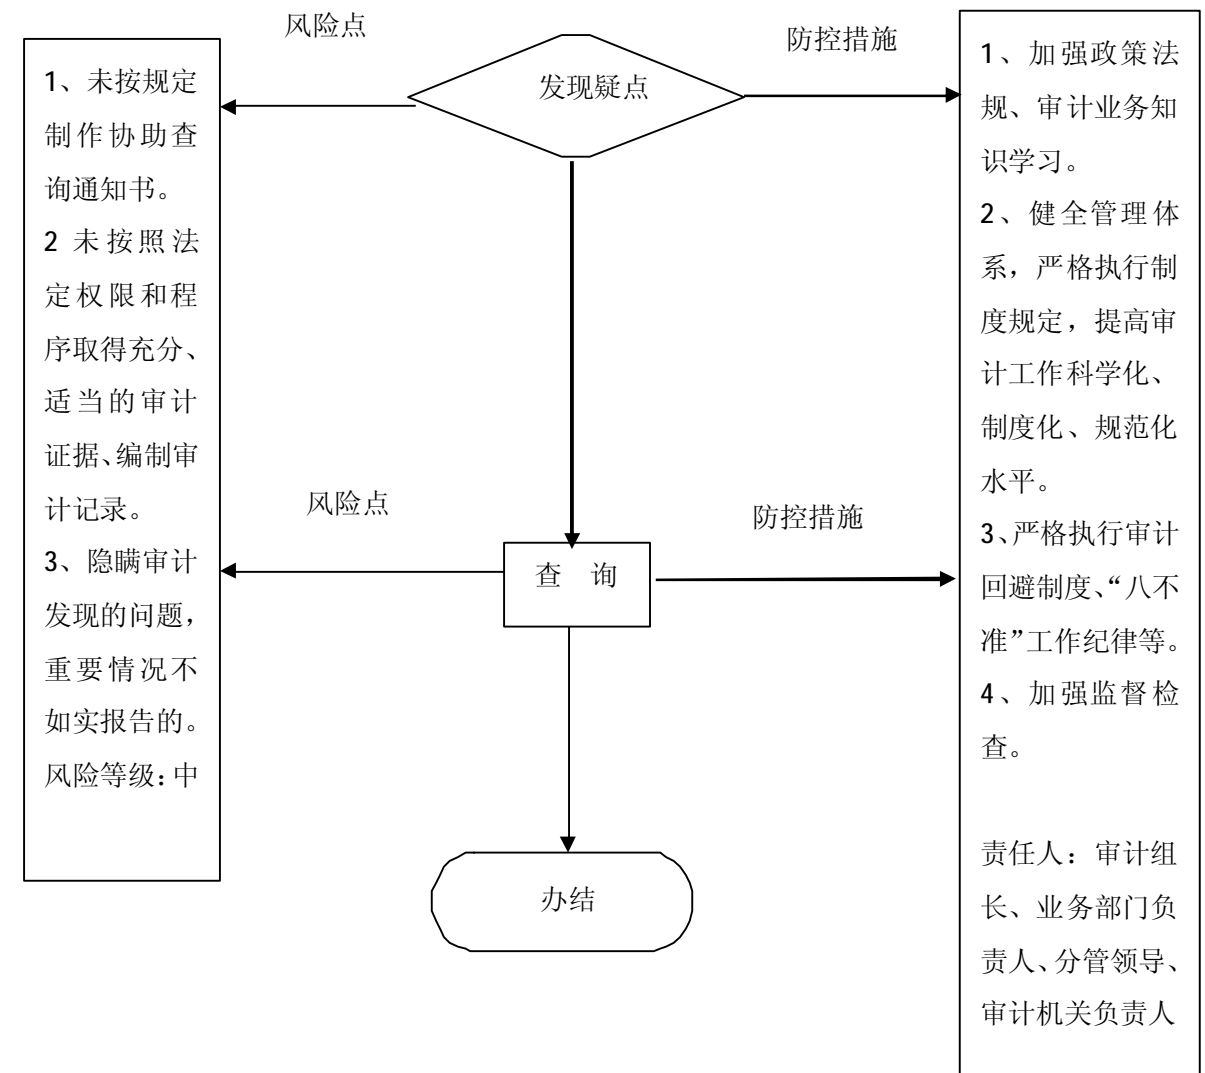 风险点
防控措施
发现疑点
1、未按规定
制作协助查
询通知书。
2 未按照法
定权限和程
序取得充分、
适当的审计
证据、编制审
计记录。
3、隐瞒审计
发现的问题,
重要情况不
如实报告的。
风险等级:中
1、加强政策法
规、审计业务知
识学习。
2、健全管理体
系,严格执行制
度规定,提高审
计工作科学化、
制度化、规范化
水平。
3、严格执行审计
回避制度、“八不
准”工作纪律等。
4、加强监督检
查。
责任人:审计组
长、业务部门负
责人、分管领导、
审计机关负责人
风险点
防控措施
查 询
办结